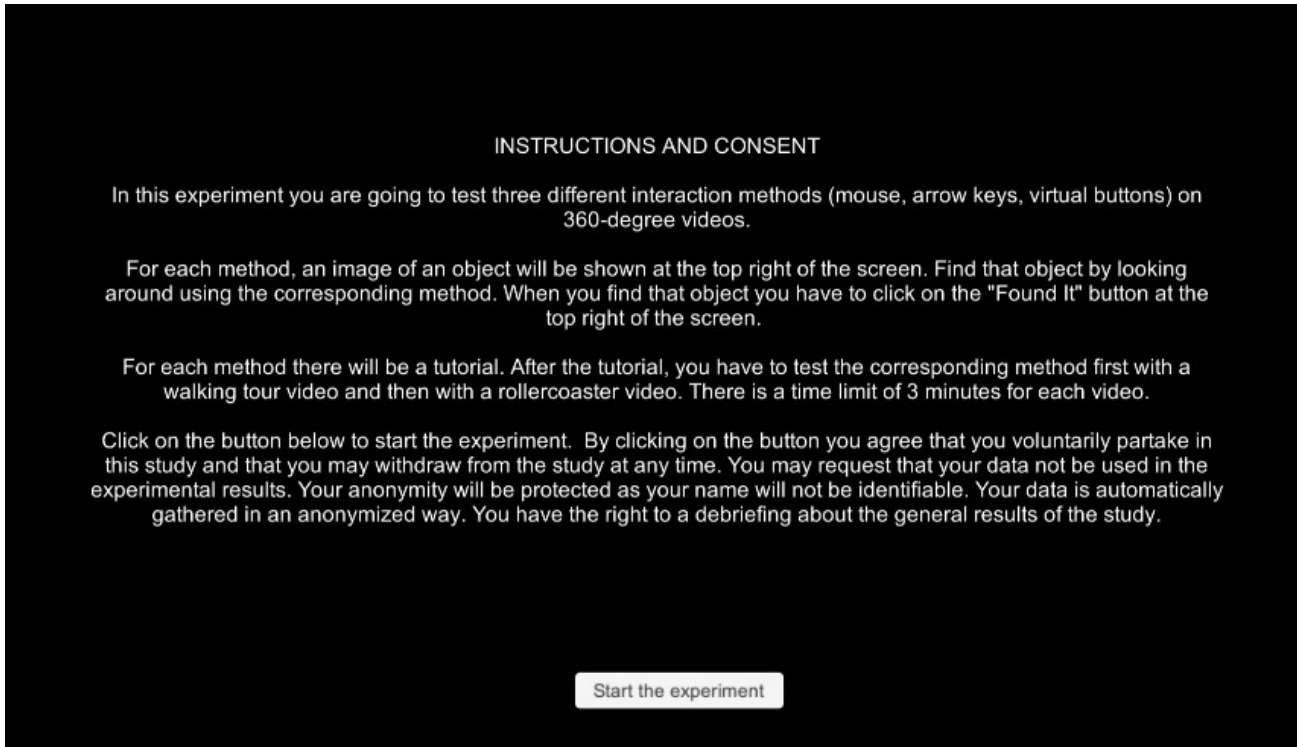 INSTRUCTIONS AND CONSENT
In this experiment you are going to test three different interaction methods (mouse, arrow keys, virtual buttons) on
360-degree videos.
For each method, an image of an object will be shown at the top right of the screen. Find that object by looking
around using the corresponding method. When you find that object you have to click on the "Found It" button at the
top right of the screen.
For each method there will be a tutorial. After the tutorial, you have to test the corresponding method first with a
walking tour video and then with a rollercoaster video. There is a time limit of 3 minutes for each video.
Click on the button below to start the experiment.  By clicking on the button you agree that you voluntarily partake in
this study and that you may withdraw from the study at any time. You may request that your data not be used in the
experimental results. Your anonymity will be protected as your name will not be identifiable. Your data is automatically
gathered in an anonymized way. You have the right to a debriefing about the general results of the study.
Start the experiment